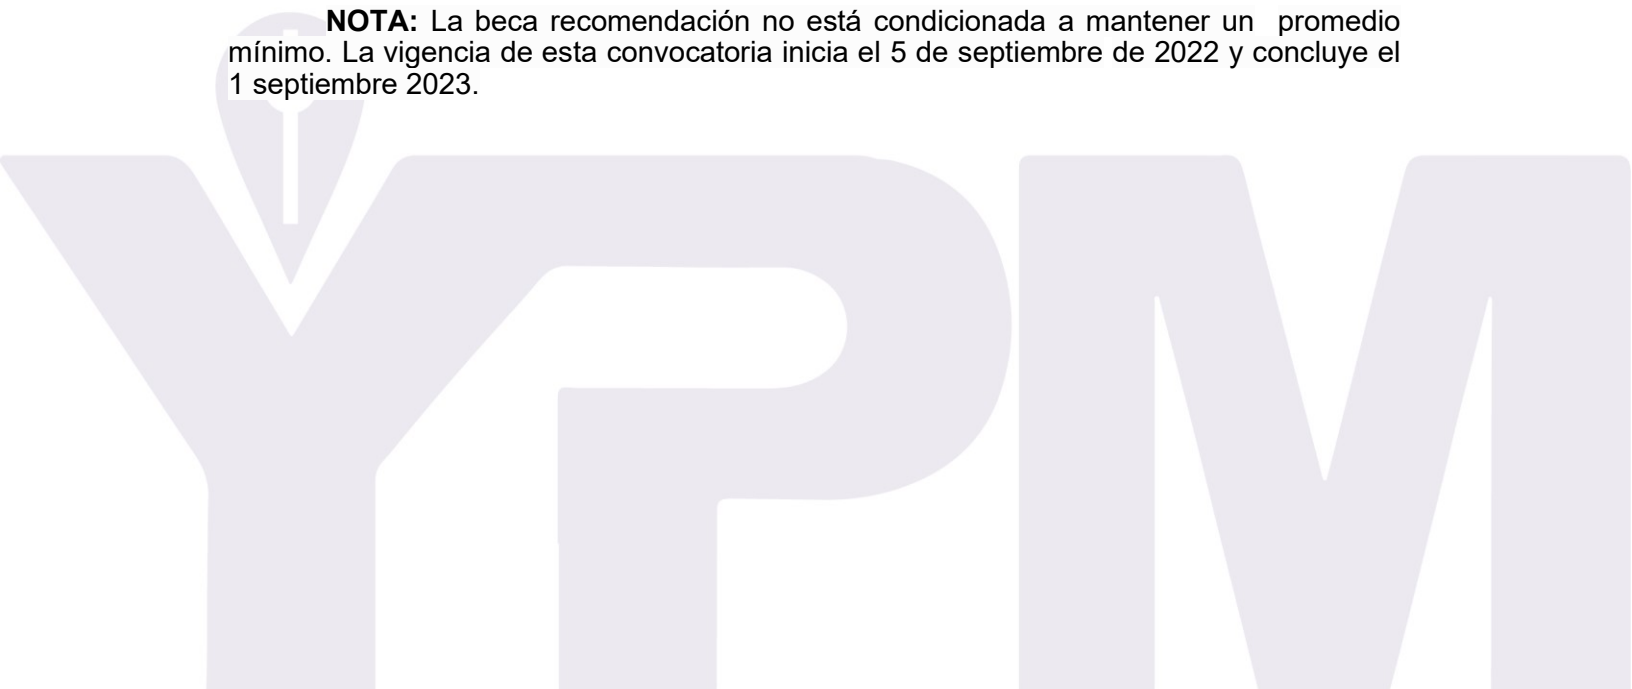 NOTA: La beca recomendación no está condicionada a mantener un promedio
mínimo. La vigencia de esta convocatoria inicia el 5 de septiembre de 2022 y concluye el
1 septiembre 2023.
YPM